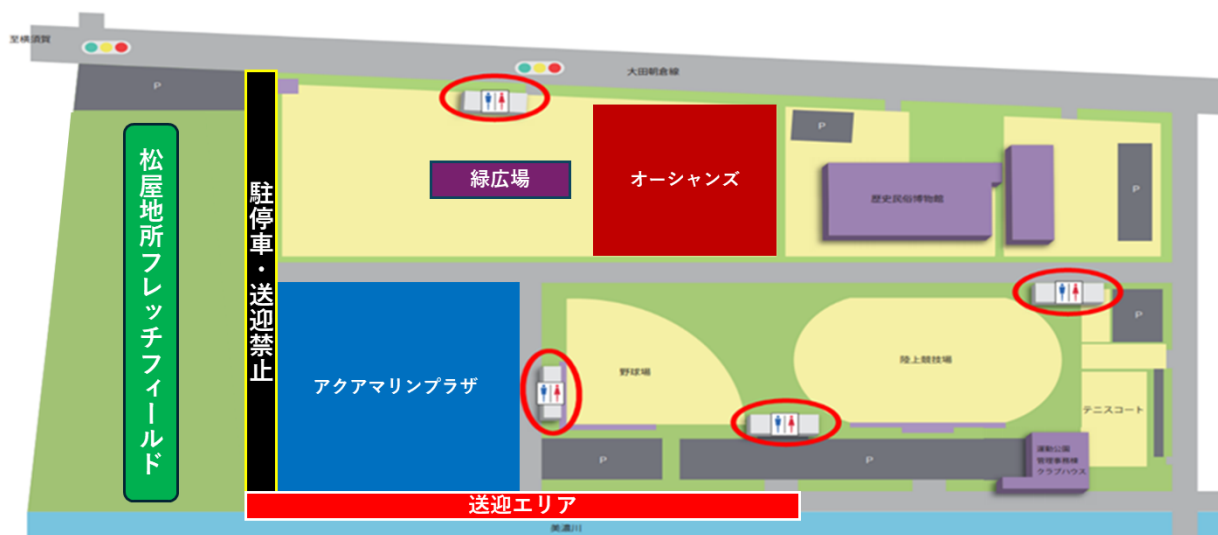 至横須賀
大田朝倉線
P
緑広場
オーシャンズ
P
歴史民俗博物館
P
松屋地所フレッチフィールド
駐停車・送迎禁止
アクアマリンプラザ
野球場
陸上競技場
P
テニスコート
P
P
運動公園
管理事務棟
クラブハウス
送迎エリア
美濃川